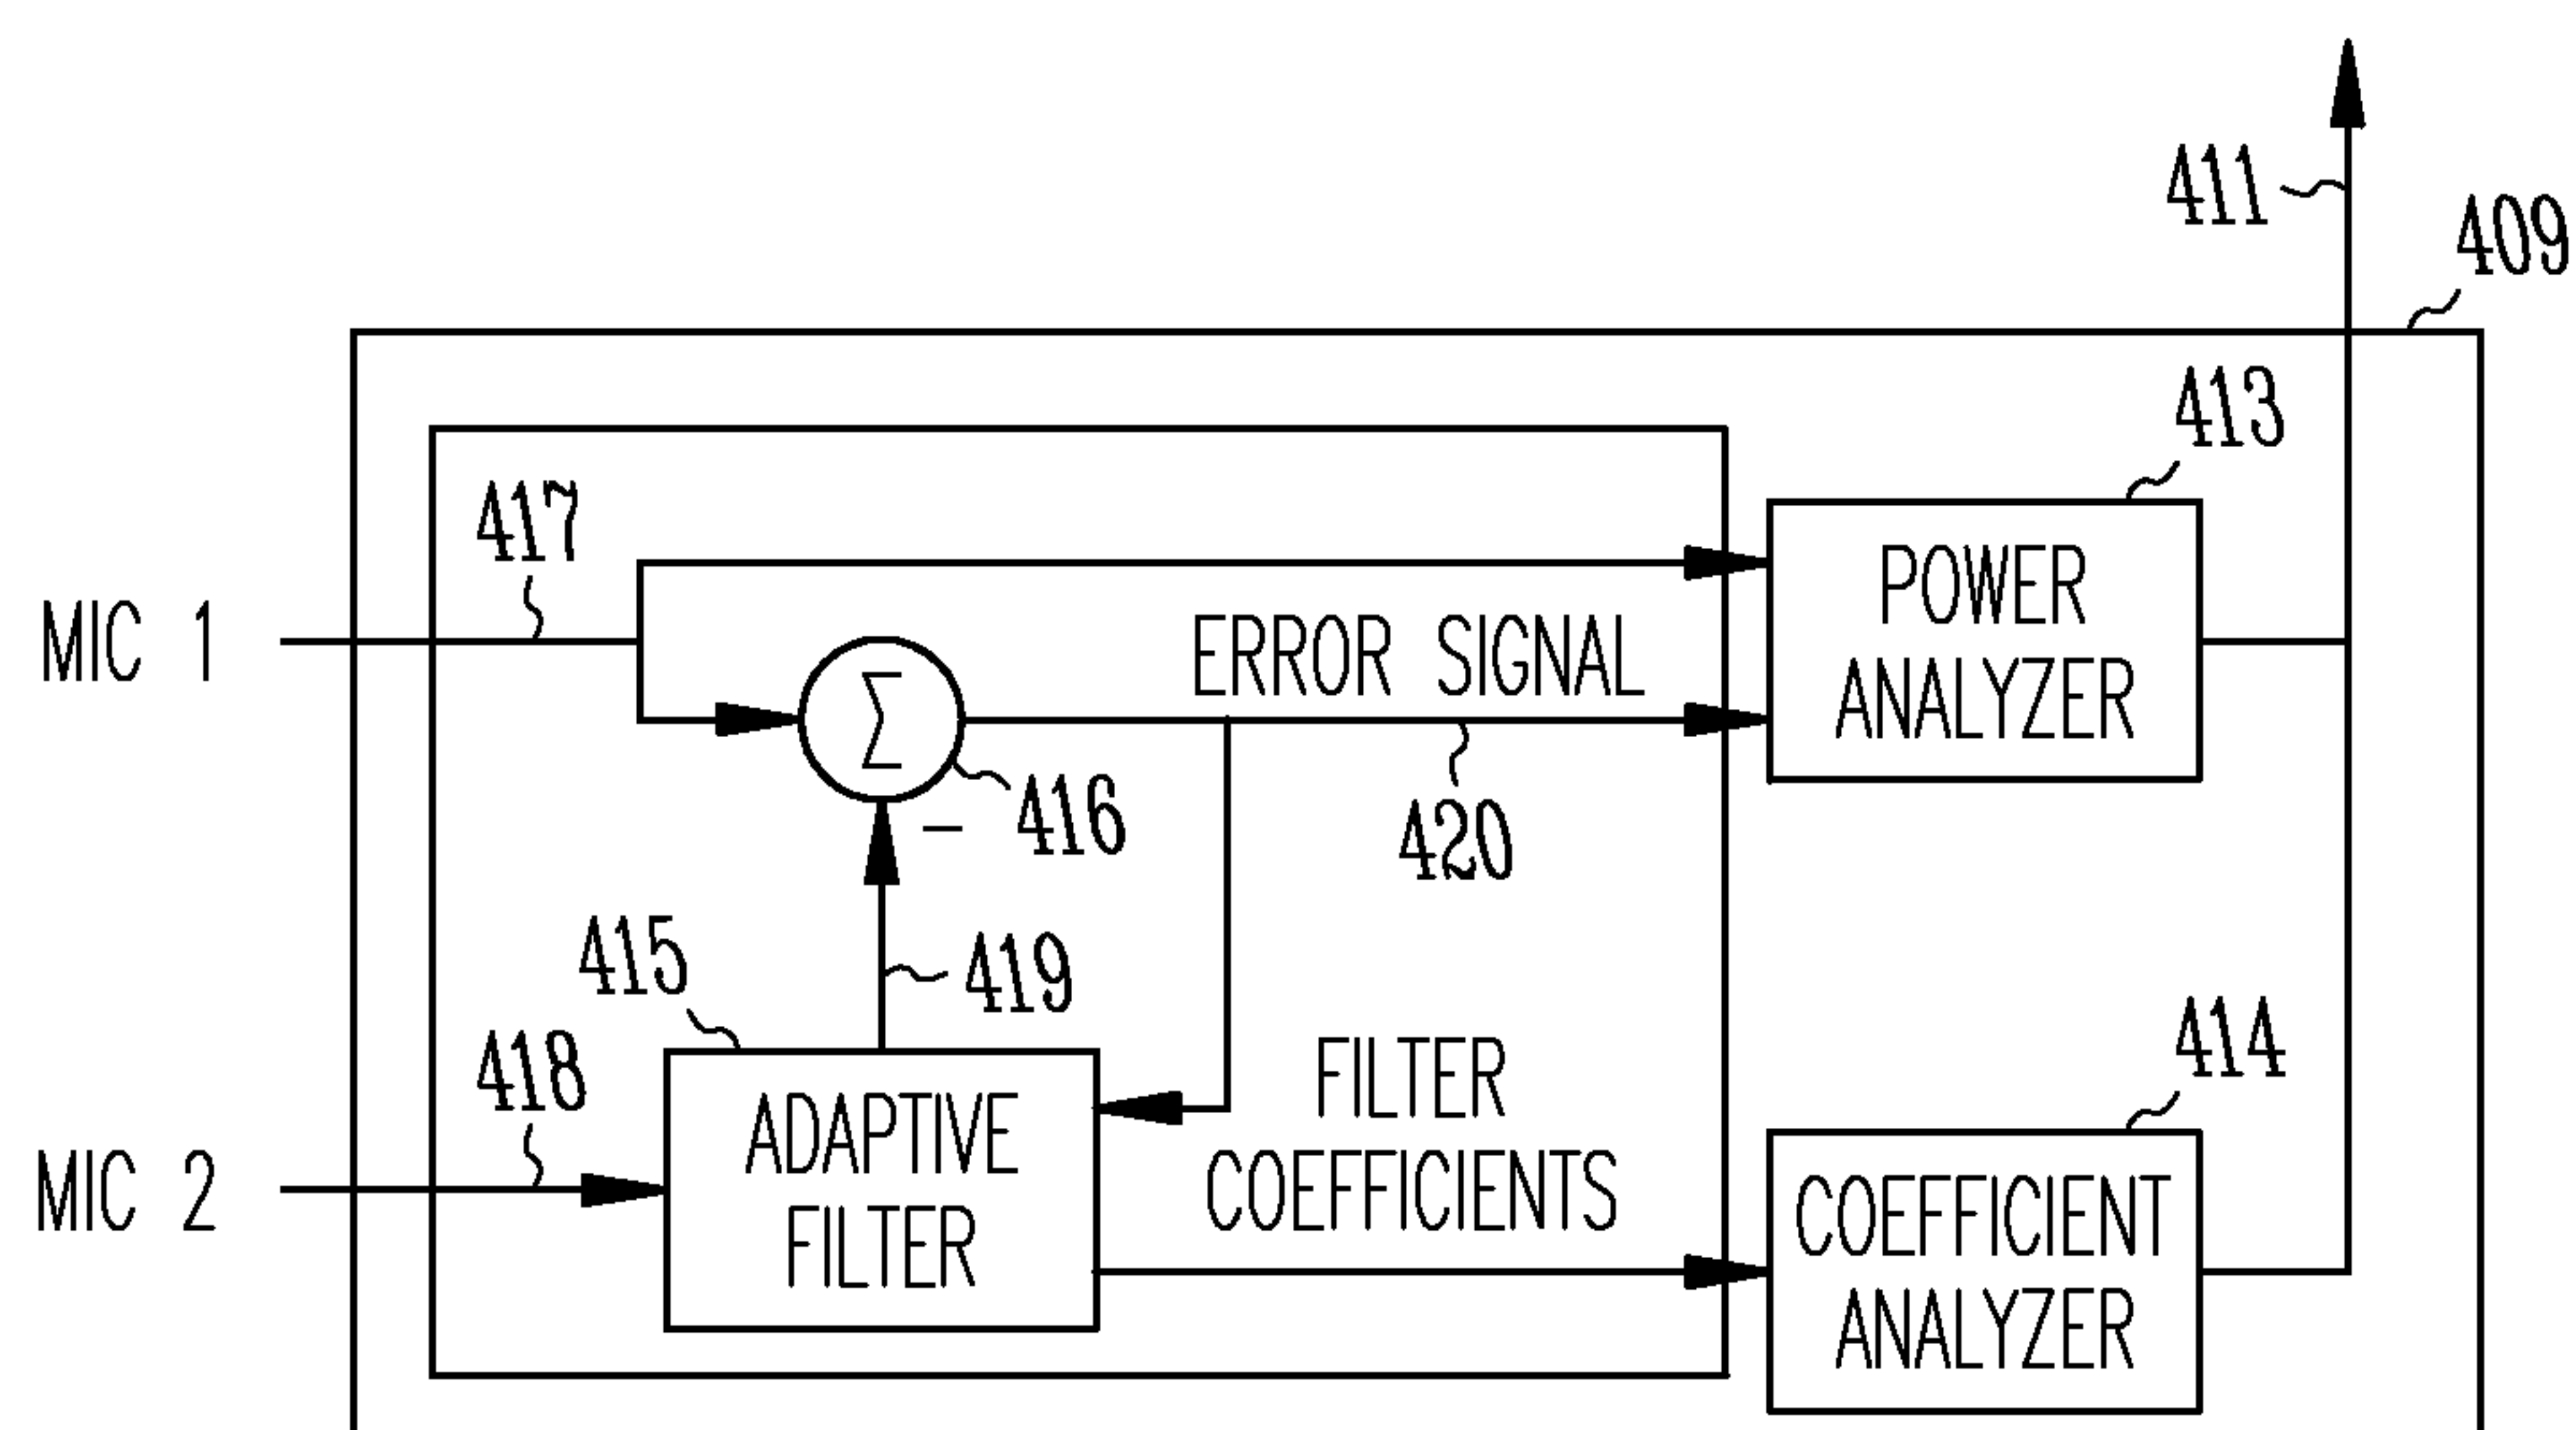 411
409
413
417
POWER
ANALYZER
MIC 1
ERROR SIGNAL
Σ
−
416
420
415
419
414
418
FILTER
COEFFICIENTS
ADAPTIVE
FILTER
MIC 2
COEFFICIENT
ANALYZER